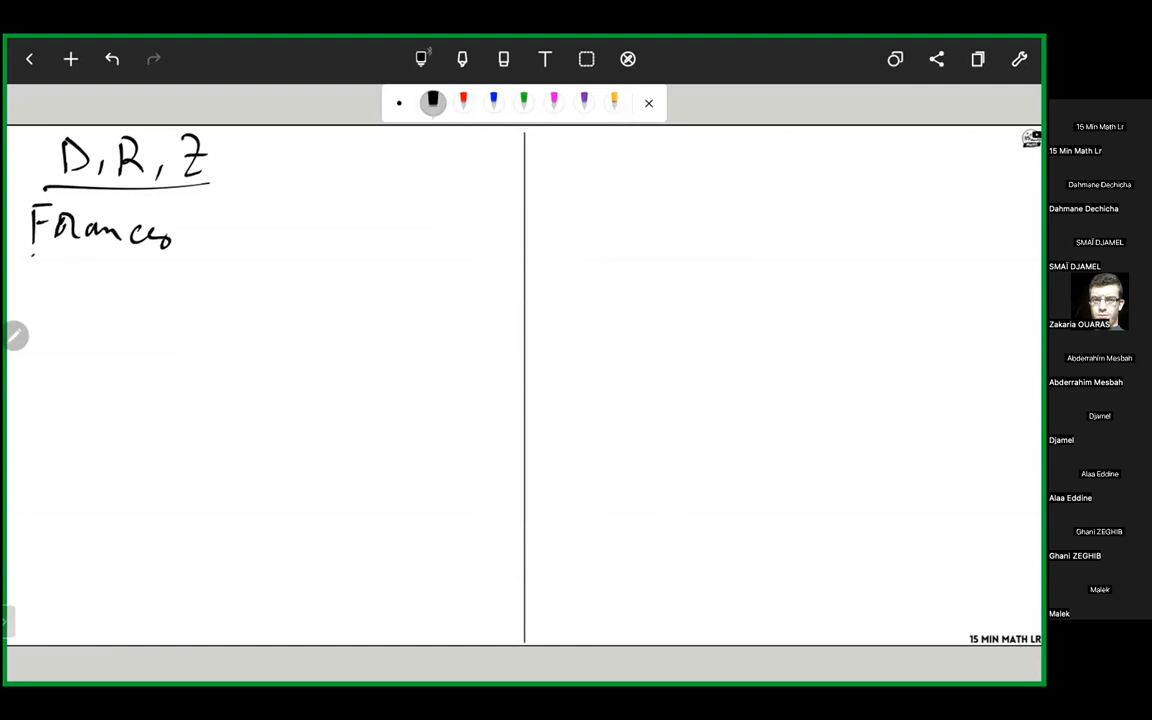 D, R, Z
Frances
T
15 Min Math Lr
15 Min Math Lr
Dahmane Dechicha
Dahmane Dechicha
SMAÏ DJAMEL
SMAÏ DJAMEL
Zakaria OUARAS
Abderrahim Mesbah
Abderrahim Mesbah
Djamel
Djamel
Alaa Eddine
Alaa Eddine
Ghani ZEGHIB
Ghani ZEGHIB
Malek
Malek
15 MIN MATH LR